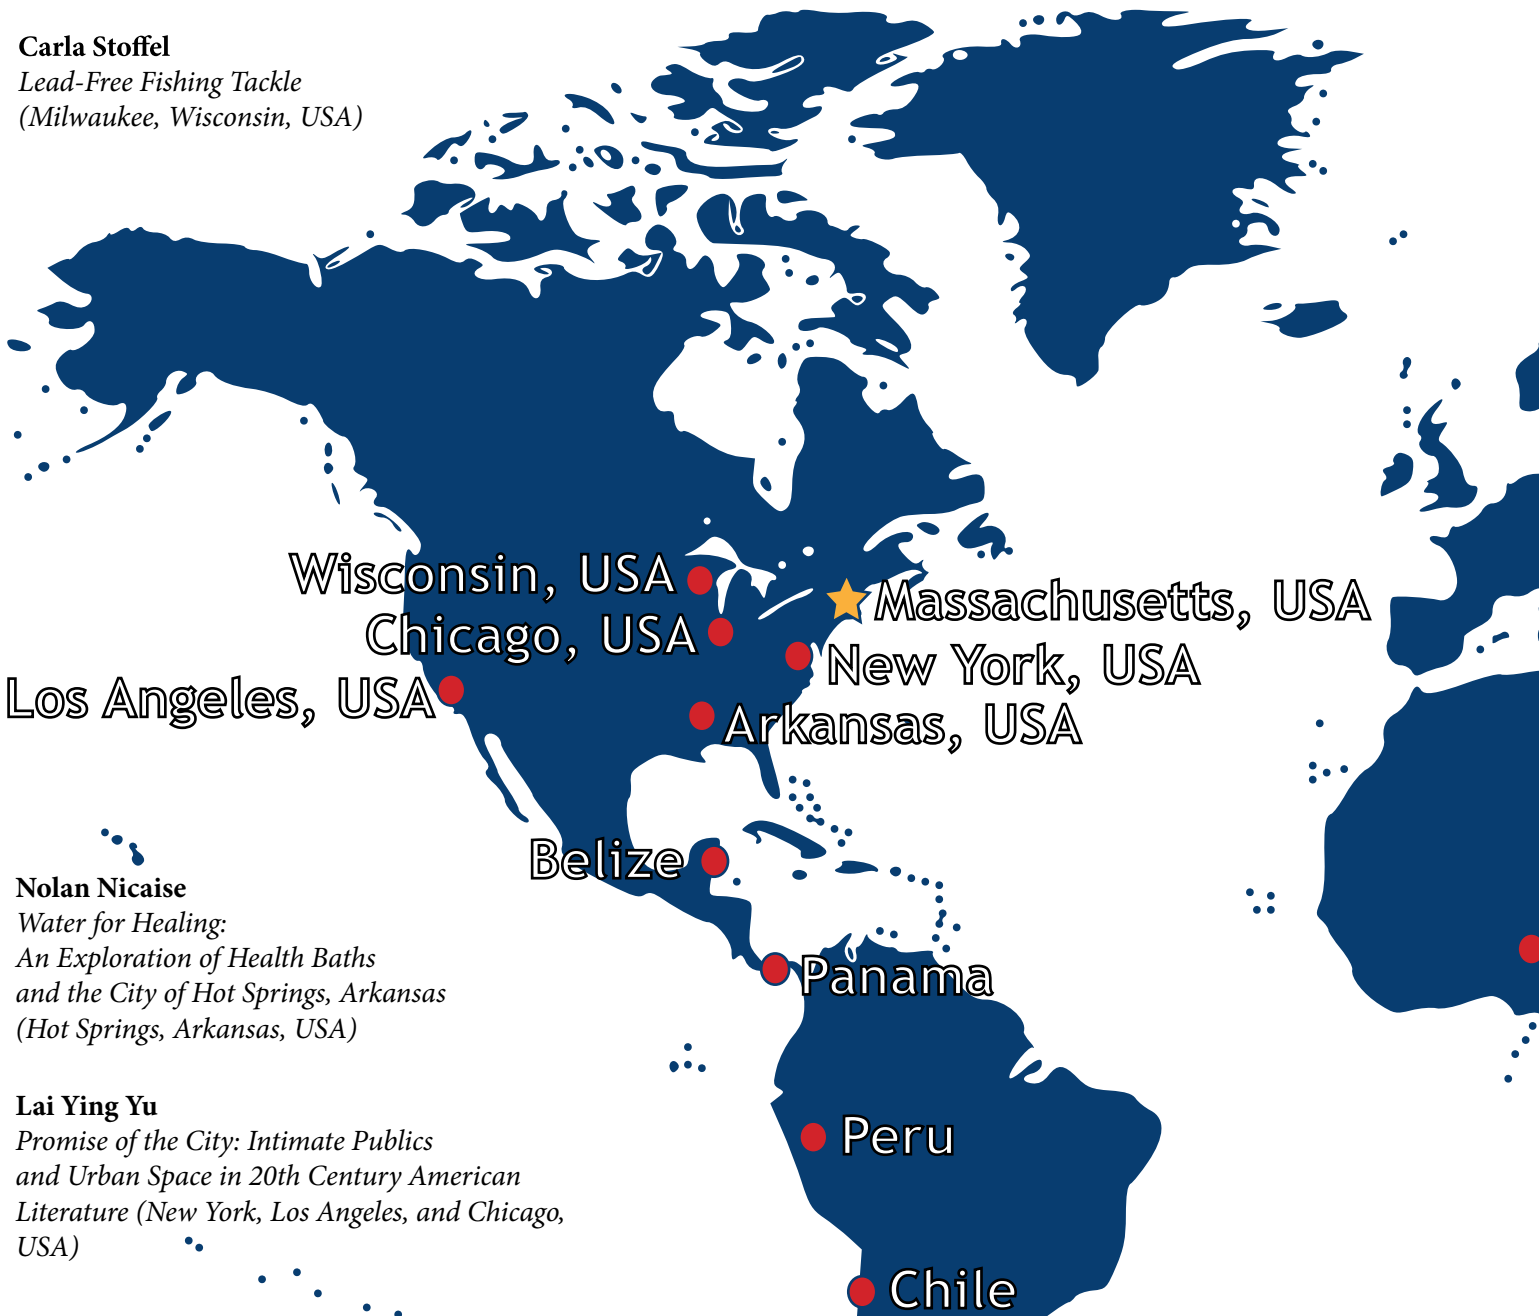 Carla Stoffel
Lead-Free Fishing Tackle
(Milwaukee, Wisconsin, USA)
Wisconsin, USA
Massachusetts, USA
Chicago, USA
New York, USA
Los Angeles, USA
Arkansas, USA
Belize
Nolan Nicaise
Water for Healing:
An Exploration of Health Baths
and the City of Hot Springs, Arkansas
(Hot Springs, Arkansas, USA)
Panama
Lai Ying Yu
Promise of the City: Intimate Publics
and Urban Space in 20th Century American
Literature (New York, Los Angeles, and Chicago,
USA)
Peru
Chile